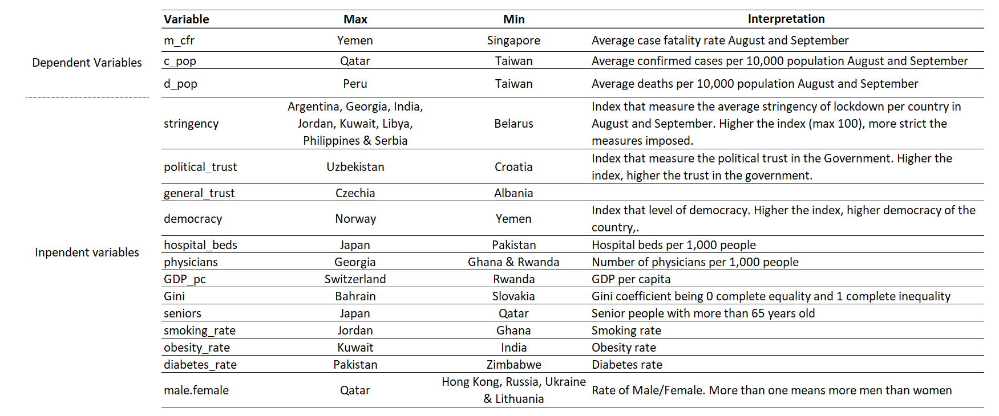 Variable Max Min Interpretation
m_cfr Yemen Singapore Average case fatality rate August and September
Dependent Variables
c_pop Qatar Taiwan Average confirmed cases per 10,000 population August and September
d_pop Peru Taiwan Average deaths per 10,000 population August and September
stringency
Argentina, Georgia, India,
Jordan, Kuwait, Libya,
Philippines & Serbia
Belarus
Index that measure the average stringency of lockdown per country in
August and September. Higher the index (max 100), more strict the
measures imposed.
political_trust Uzbekistan Croatia
Index that measure the political trust in the Government. Higher the
index, higher the trust in the government.
general_trust Czechia Albania
democracy Norway Yemen
Index that level of democracy. Higher the index, higher democracy of the
country,.
Inpendent variables
hospital_beds Japan Pakistan Hospital beds per 1,000 people
physicians Georgia Ghana & Rwanda Number of physicians per 1,000 people
GDP_pc Switzerland Rwanda GDP per capita
Gini Bahrain Slovakia Gini coefficient being 0 complete equality and 1 complete inequality
seniors Japan Qatar Senior people with more than 65 years old
smoking_rate Jordan Ghana Smoking rate
obesity_rate Kuwait India Obesity rate
diabetes_rate Pakistan Zimbabwe Diabetes rate
male.female Qatar
Hong Kong, Russia, Ukraine
& Lithuania
Rate of Male/Female. More than one means more men than women